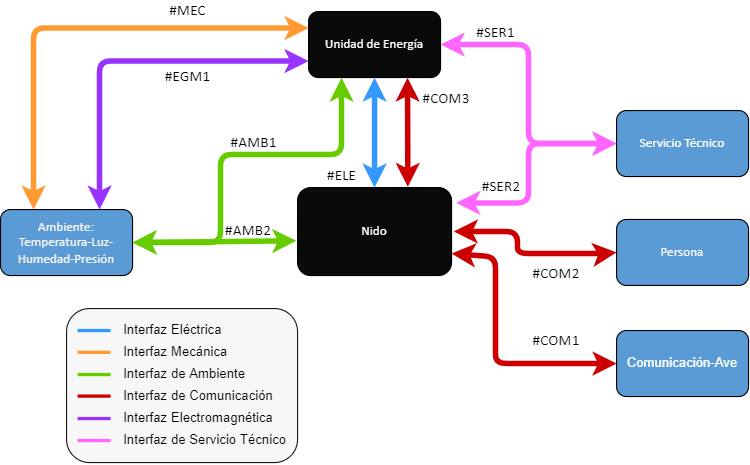 #MEC
Unidad de Energía
#SER1
#EGM1
#COM3
#AMB1
Servicio Técnico
#ELE
#SER2
Ambiente:
Temperatura-Luz-
Humedad-Presión
#AMB2
Nido
Persona
#COM2
#COM1
Comunicación-Ave
Interfaz Eléctrica
Interfaz Mecánica
Interfaz de Ambiente
Interfaz de Comunicación
Interfaz Electromagnética
Interfaz de Servicio Técnico